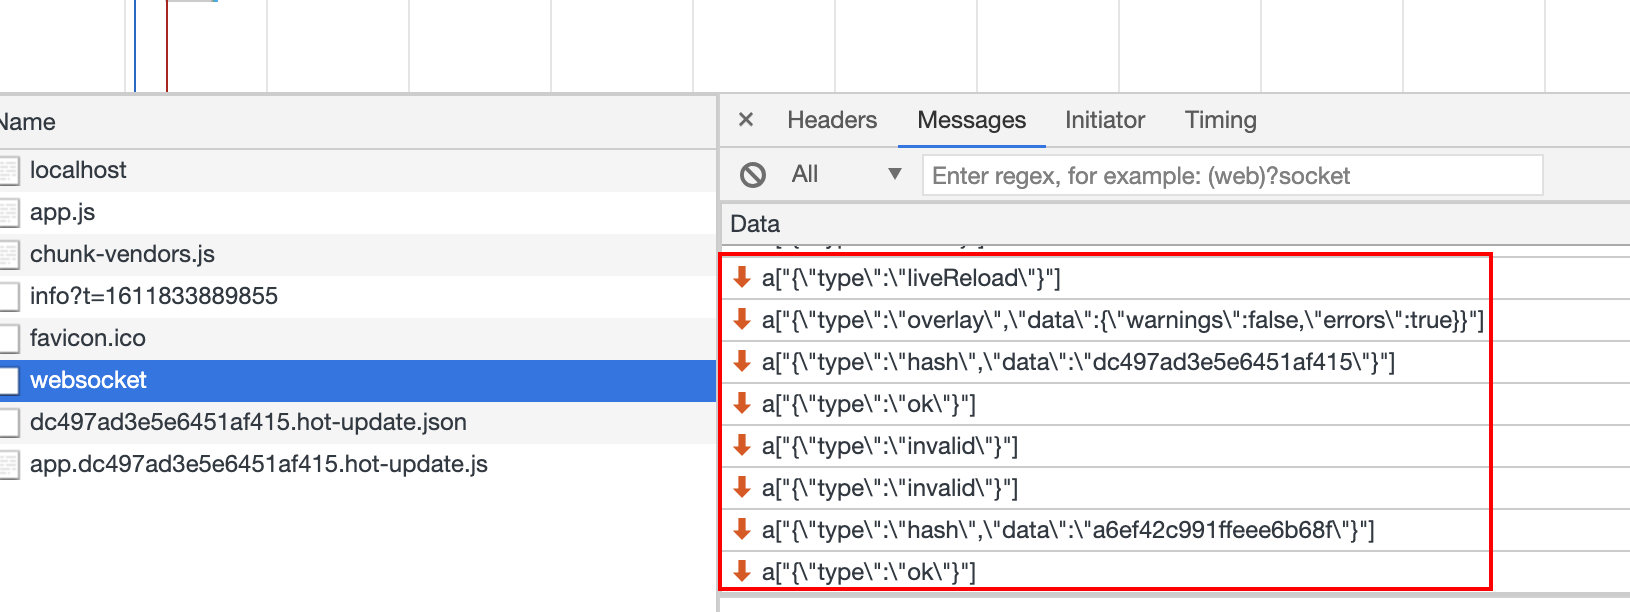 Name
localhost
app.js
chunk-vendors.js
info?t=1611833889855
favicon.ico
websocket
dc497ad3e5e6451af415.hot-update.json
app.dc497ad3e5e6451af415.hot-update.js
× Headers Messages Initiator Timing
All ▼ Enter regex, for example: (web)?socket
Data
a["{\"type\":\"liveReload\"}"]
a["{\"type\":\"overlay\",\"data\":{\"warnings\":false,\"errors\":true}}"]
a["{\"type\":\"hash\",\"data\":\"dc497ad3e5e6451af415\"}"]
a["{\"type\":\"ok\"}"]
a["{\"type\":\"invalid\"}"]
a["{\"type\":\"invalid\"}"]
a["{\"type\":\"hash\",\"data\":\"a6ef42c991ffeee6b68f\"}"]
a["{\"type\":\"ok\"}"]